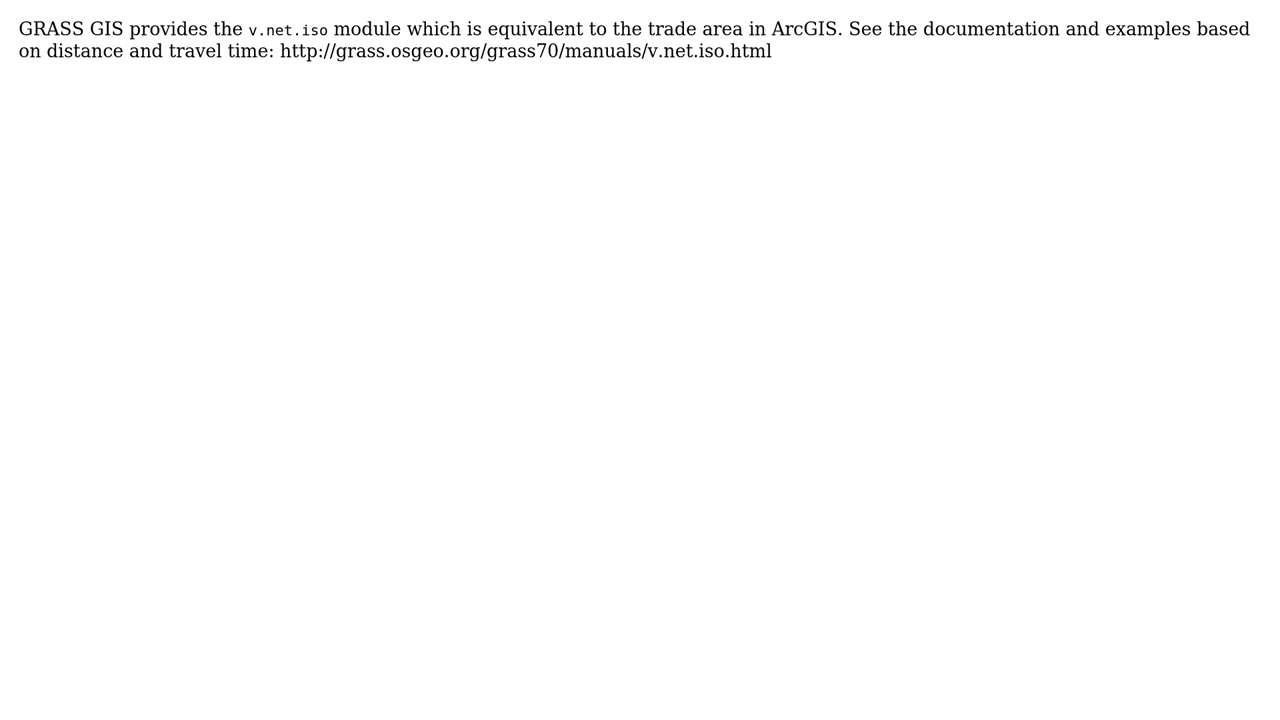 GRASS GIS provides the v.net.iso module which is equivalent to the trade area in ArcGIS. See the documentation and examples based
on distance and travel time: http://grass.osgeo.org/grass70/manuals/v.net.iso.html